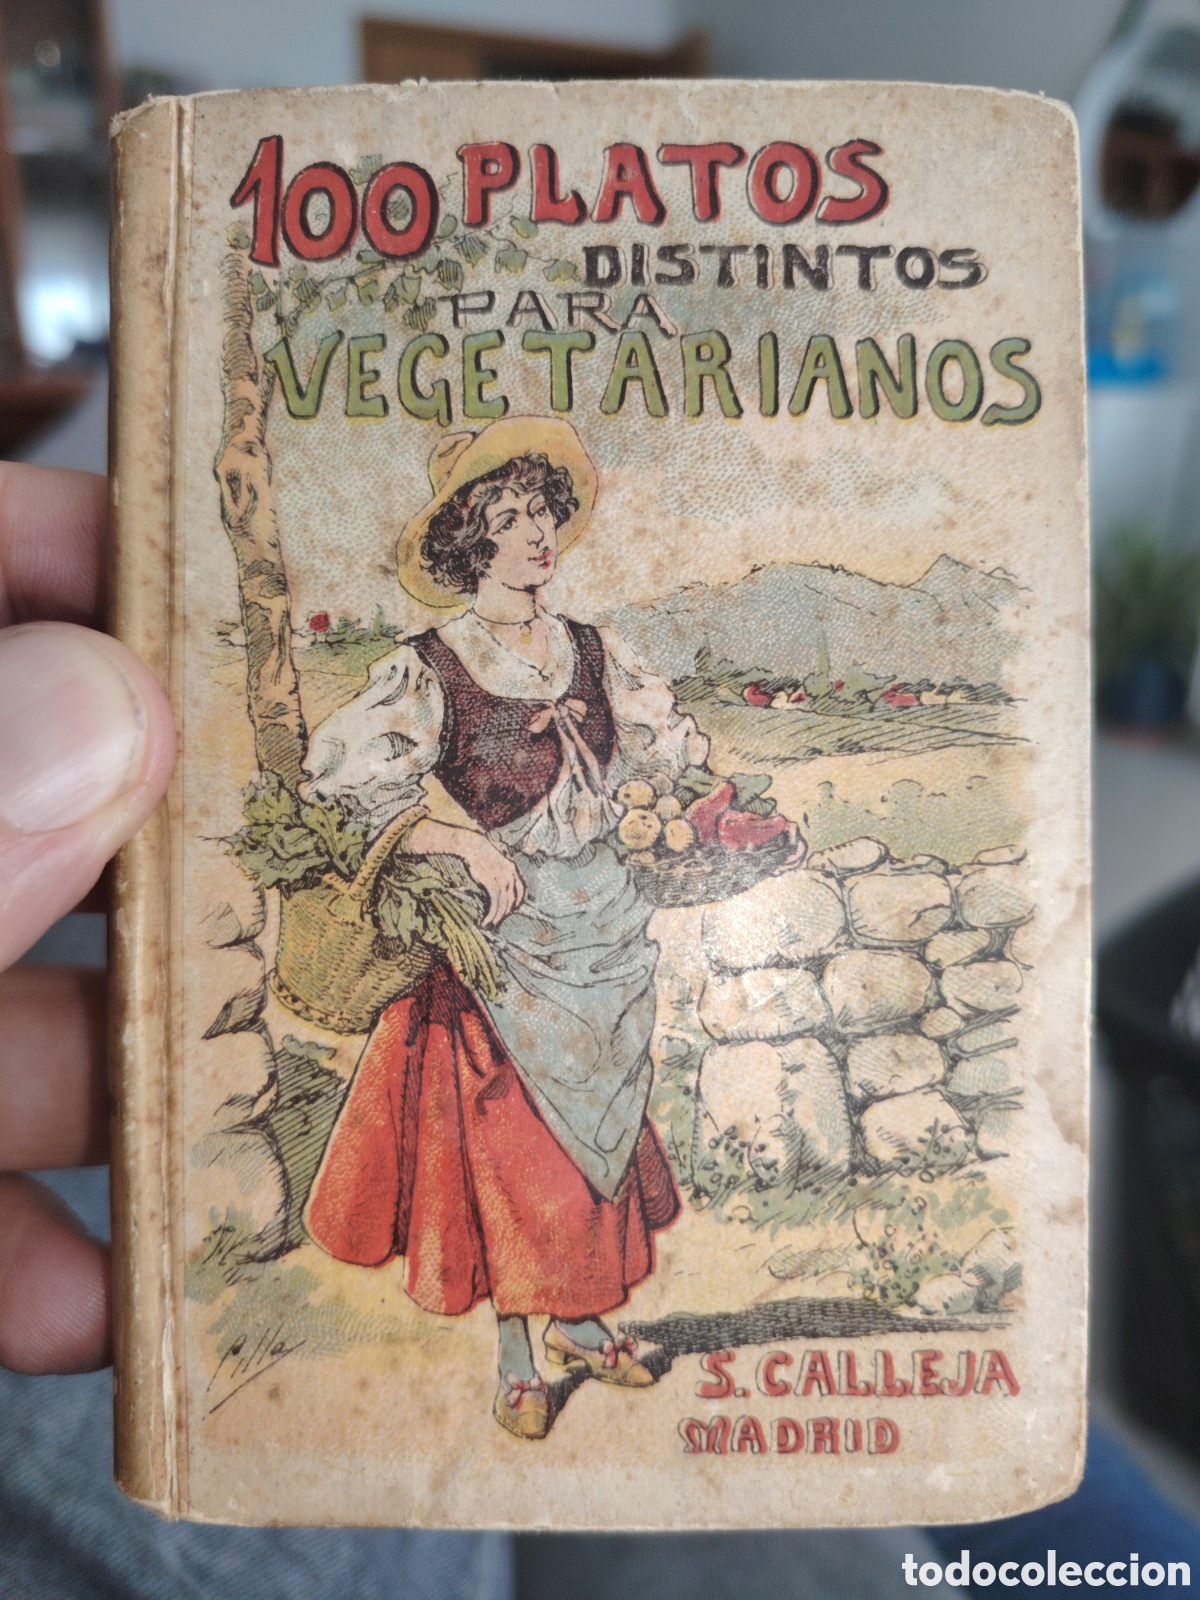 100 PLATOS
DISTINTOS
PARA
VEGETARIANOS
S. CALLEJA
MADRID
todocoleccion